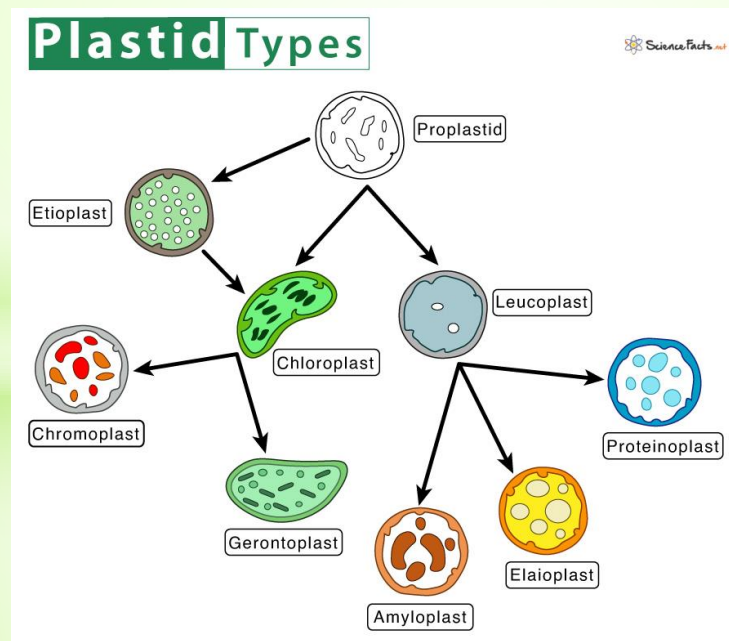 Plastid Types
ScienceFacts.net
Proplastid
Etioplast
Leucoplast
Chloroplast
Chromoplast
Proteinoplast
Gerontoplast
Elaioplast
Amyloplast